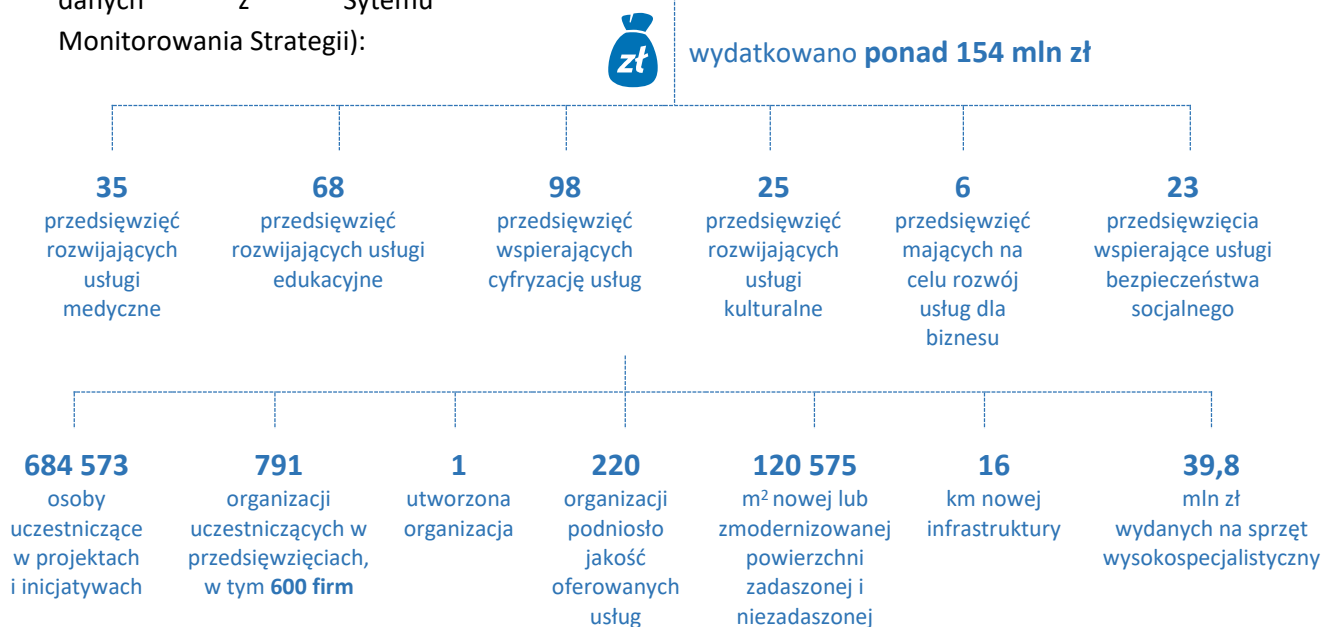 danych z Sytemu
Monitorowania Strategii):
zł
wydatkowano ponad 154 mln zł
35
przedsięwzięć
rozwijających
usługi
medyczne
68
przedsięwzięć
rozwijających usługi
edukacyjne
98
przedsięwzięć
wspierających
cyfryzację usług
25
przedsięwzięć
rozwijających
usługi
kulturalne
6
przedsięwzięć
mających na
celu rozwój
usług dla
biznesu
23
przedsięwzięcia
wspierające usługi
bezpieczeństwa
socjalnego
684 573
osoby
uczestniczące
w projektach
i inicjatywach
791
organizacji
uczestniczących w
przedsięwzięciach,
w tym 600 firm
1
utworzona
organizacja
220
organizacji
podniosło
jakość
oferowanych
usług
120 575
m² nowej lub
zmodernizowanej
powierzchni
zadaszonej i
niezadaszonej
16
km nowej
infrastruktury
39,8
mln zł
wydanych na sprzęt
wysokospecjalistyczny